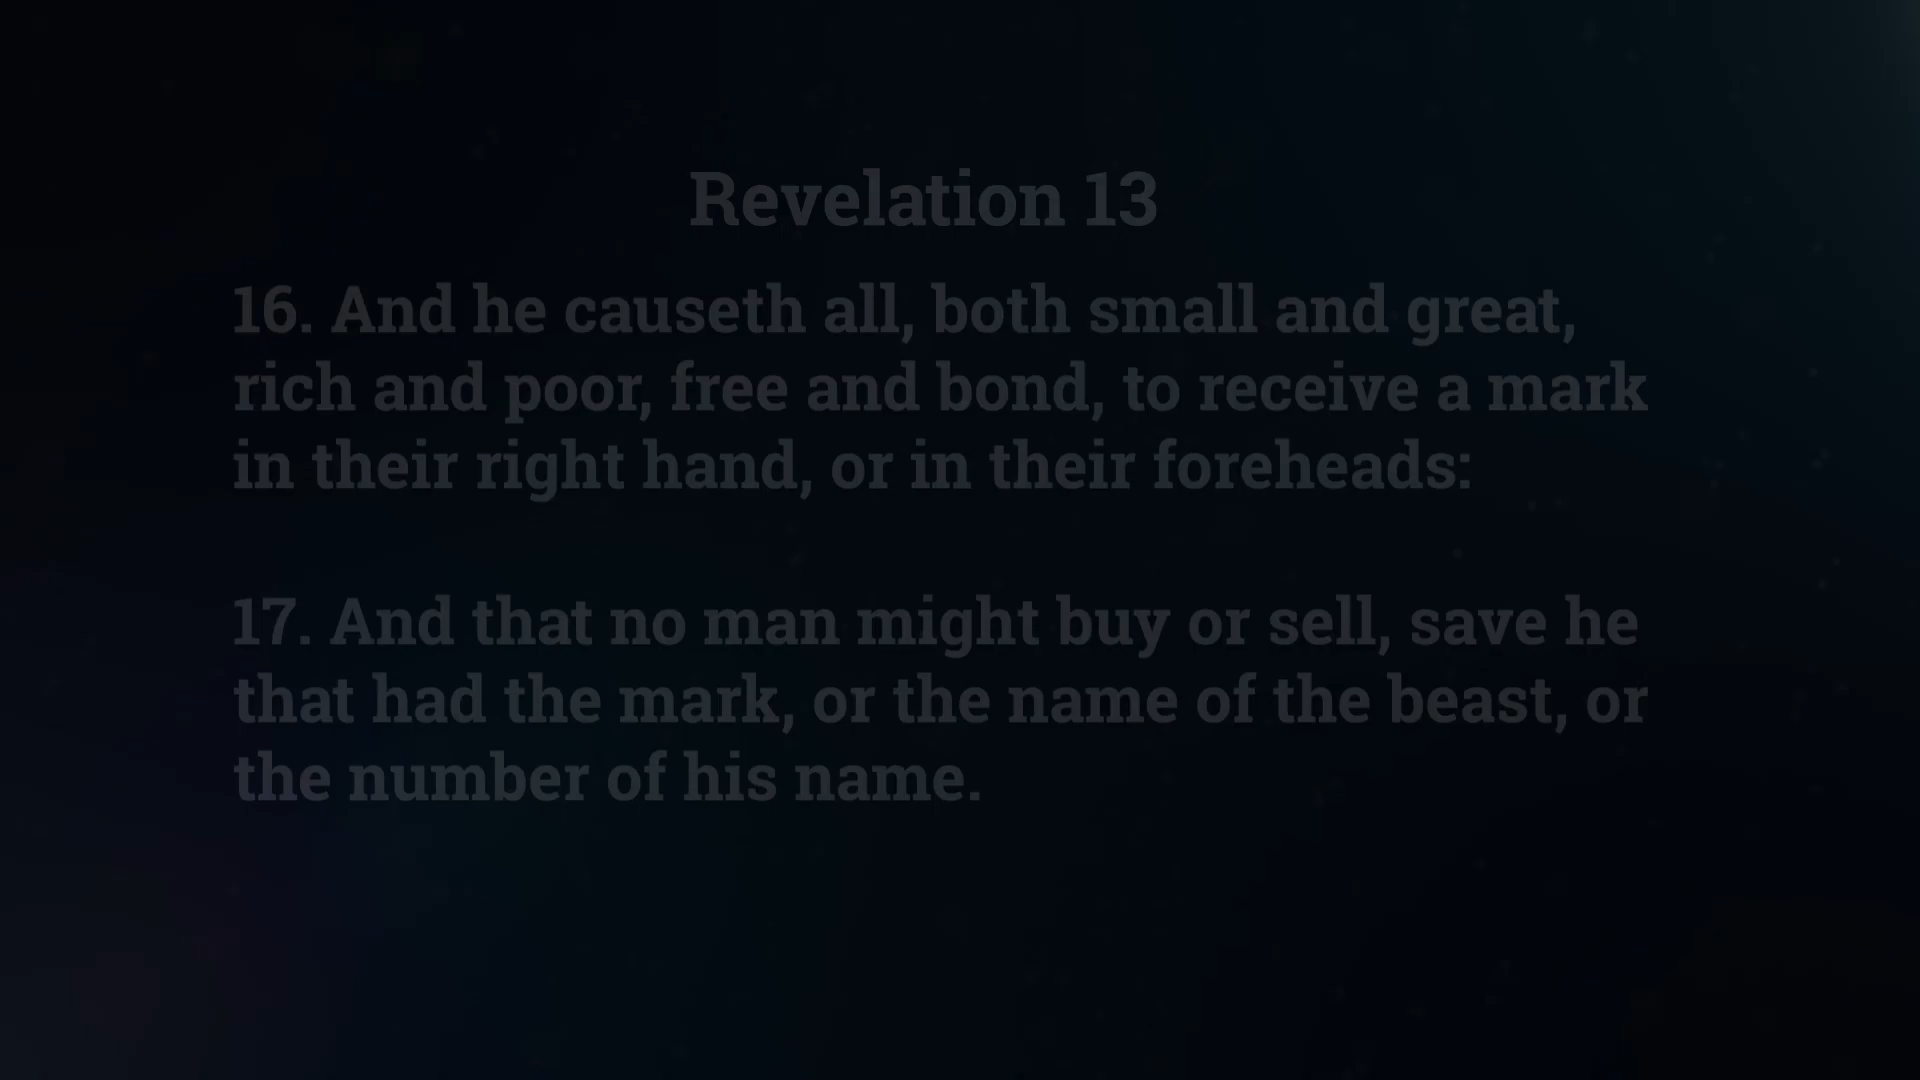 Revelation 13
16. And he causeth all, both small and great,
rich and poor, free and bond, to receive a mark
in their right hand, or in their foreheads:
17. And that no man might buy or sell, save he
that had the mark, or the name of the beast, or
the number of his name.